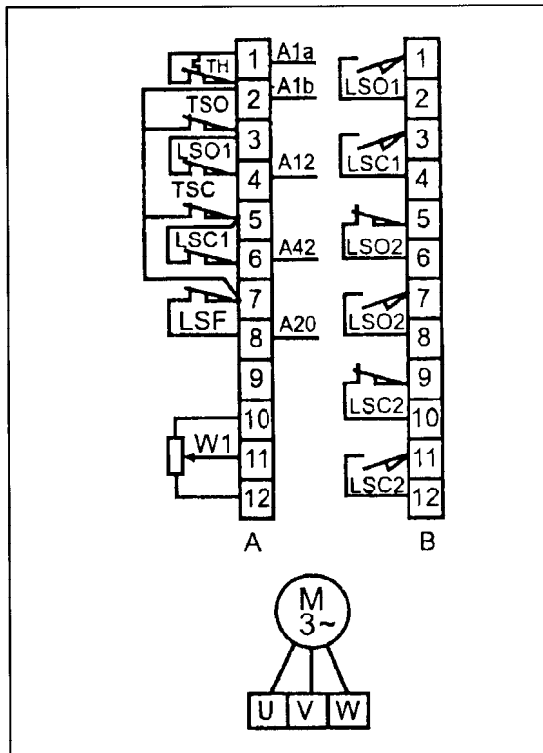 1 A1a
TH
2 A1b
TSO
3
LSO1
4 A12
TSC
5
LSC1
6 A42
7
LSF
8 A20
9
10
W1 11
12
A
1
LSO1
2
3
LSC1
4
5
LSO2
6
7
LSO2
8
9
LSC2
10
11
LSC2
12
B
M
3~
U V W